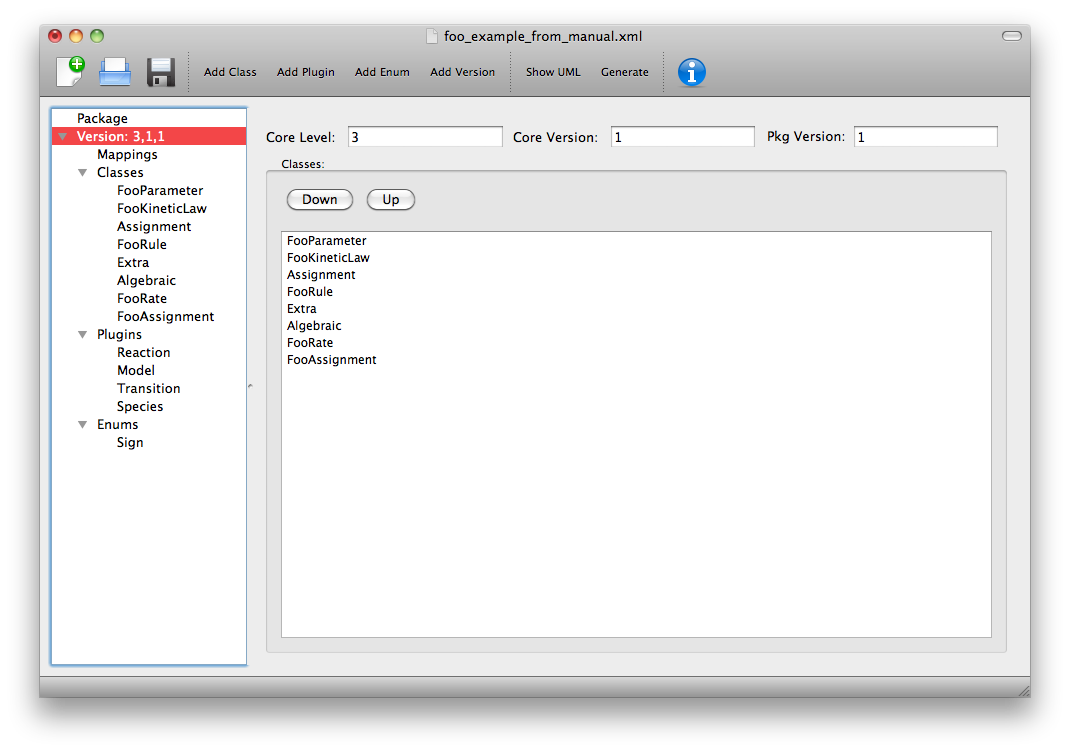 foo_example_from_manual.xml
Add Class Add Plugin Add Enum Add Version Show UML Generate
Package
Version: 3,1,1
Mappings
Classes
FooParameter
FooKineticLaw
Assignment
FooRule
Extra
Algebraic
FooRate
FooAssignment
Plugins
Reaction
Model
Transition
Species
Enums
Sign
Core Level: 3 Core Version: 1 Pkg Version: 1
Classes:
Down Up
FooParameter
FooKineticLaw
Assignment
FooRule
Extra
Algebraic
FooRate
FooAssignment